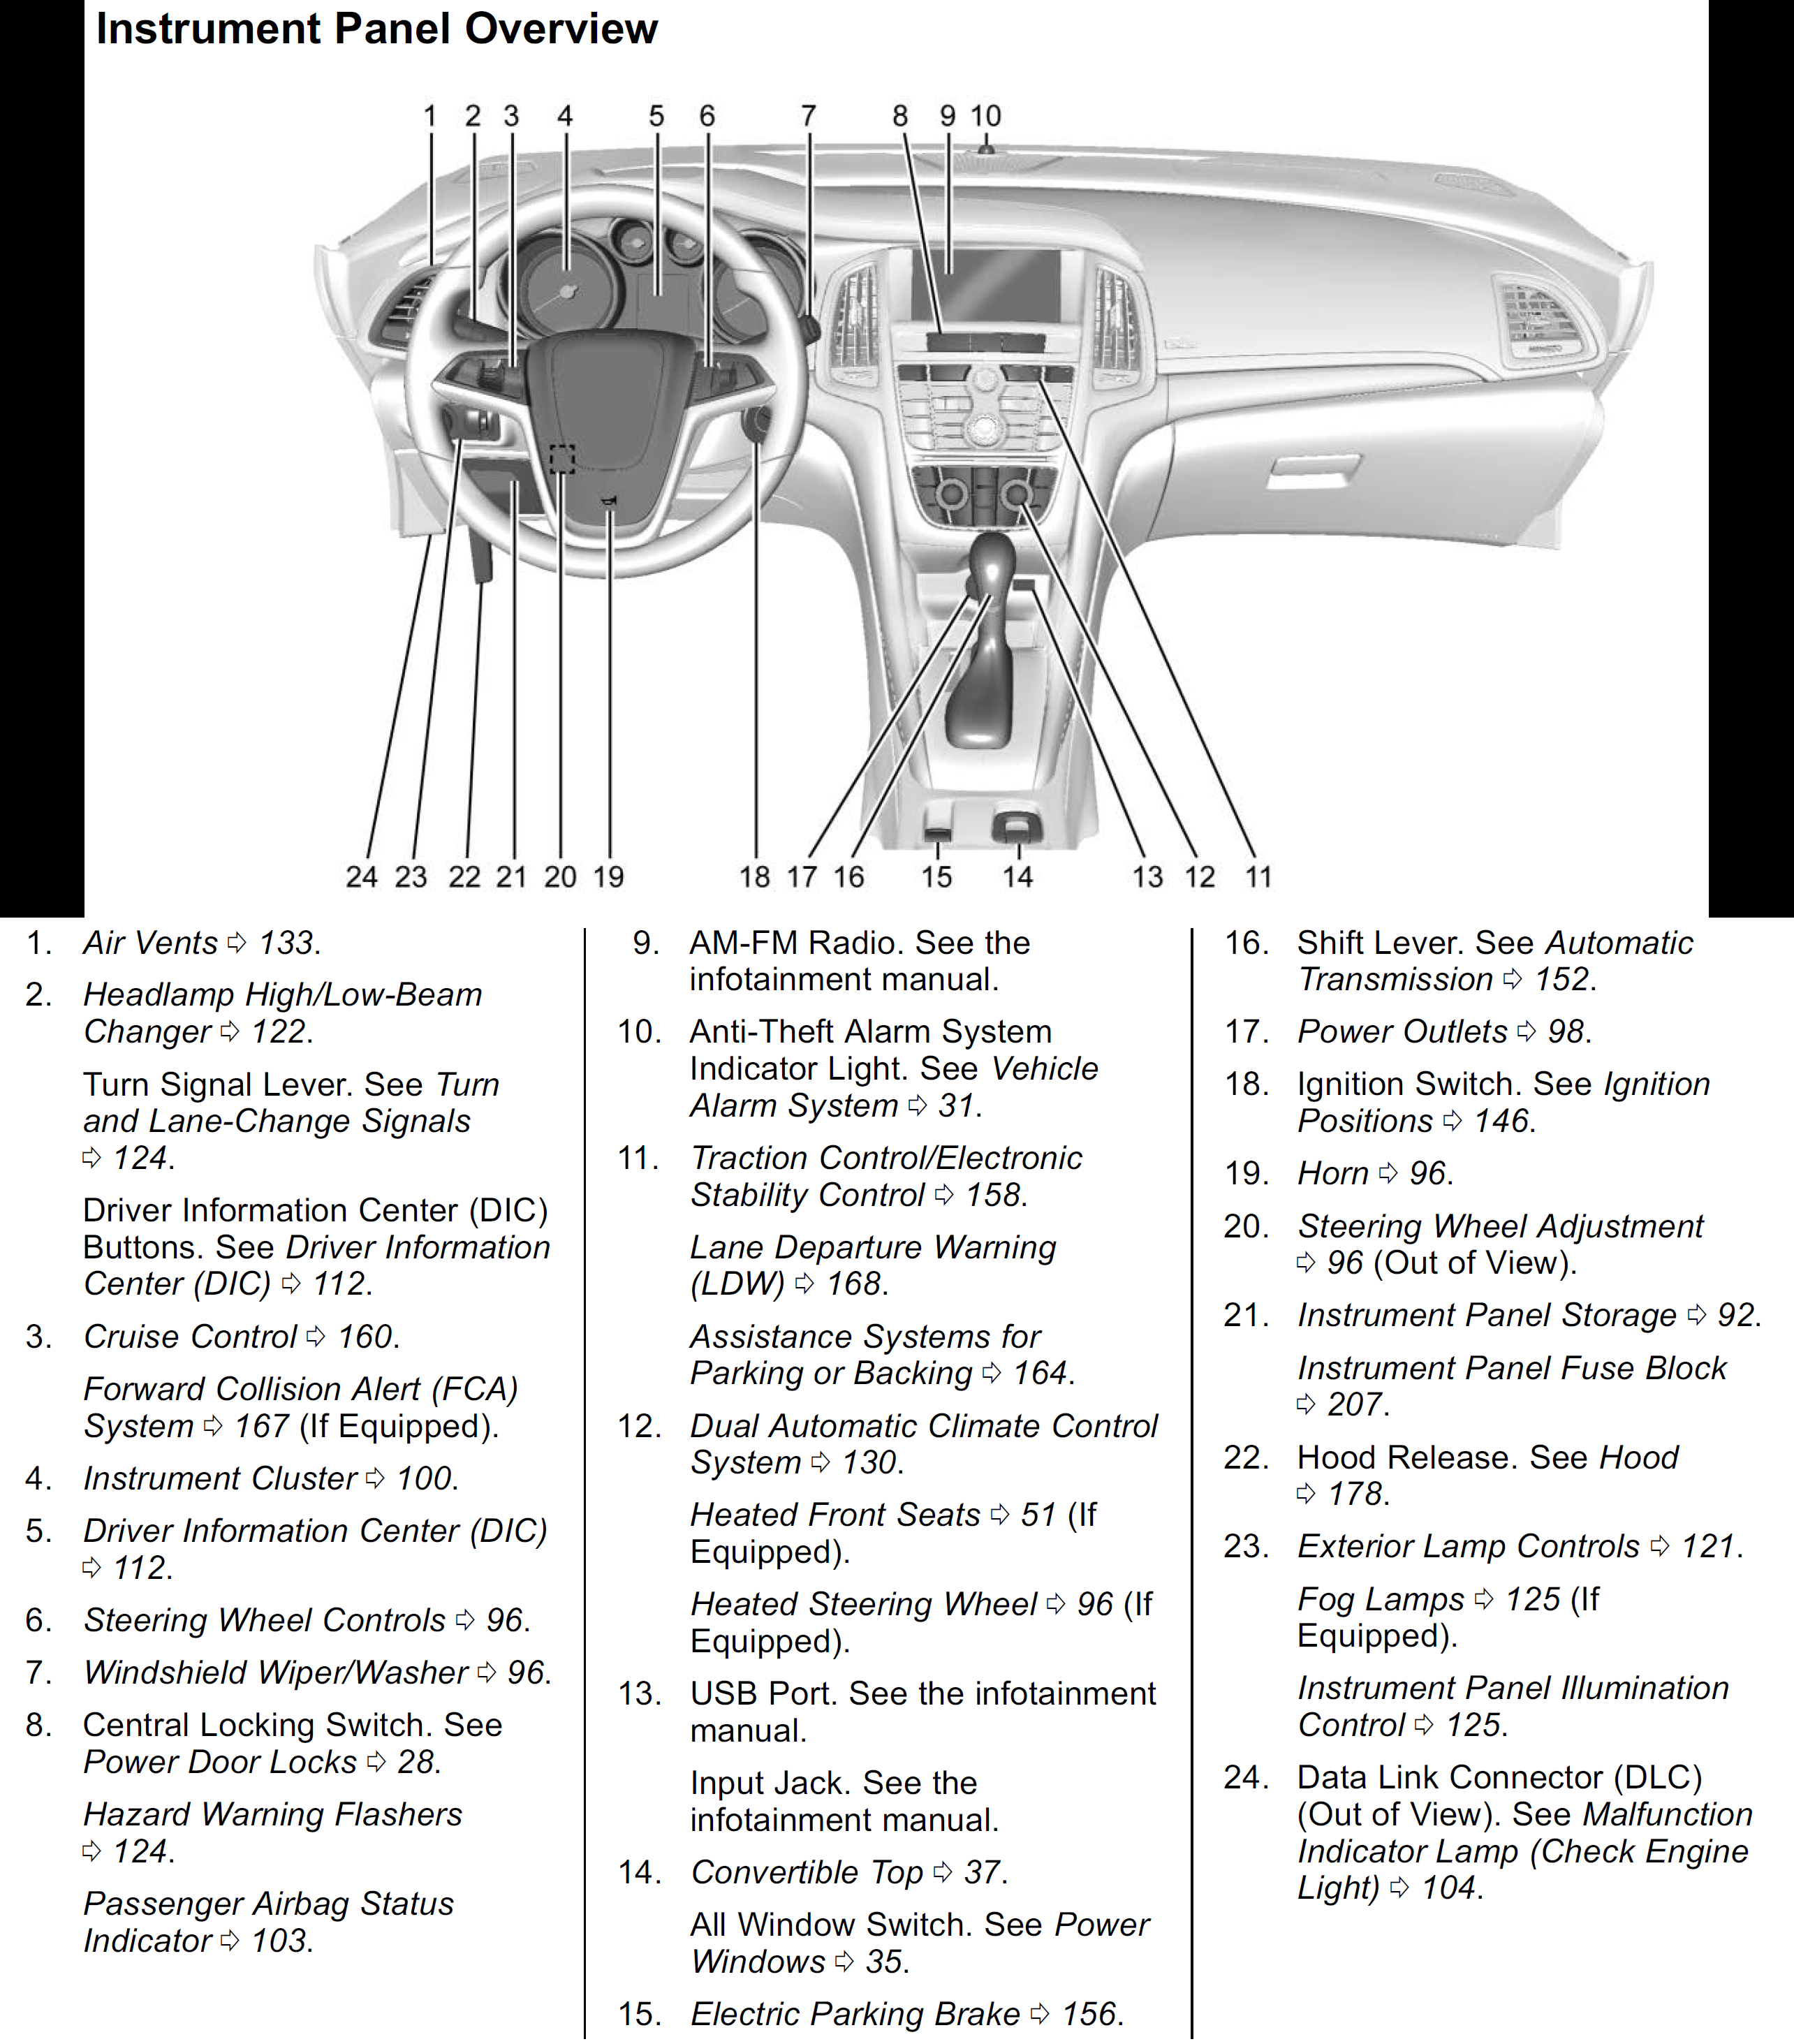 Instrument Panel Overview
1 2 3 4 5 6 7 8 9 10
24 23 22 21 20 19 18 17 16 15 14 13 12 11
1. Air Vents ➪ 133.
2. Headlamp High/Low-Beam
Changer ➪ 122.
Turn Signal Lever. See Turn
and Lane-Change Signals
➪ 124.
Driver Information Center (DIC)
Buttons. See Driver Information
Center (DIC) ➪ 112.
3. Cruise Control ➪ 160.
Forward Collision Alert (FCA)
System ➪ 167 (If Equipped).
4. Instrument Cluster ➪ 100.
5. Driver Information Center (DIC)
➪ 112.
6. Steering Wheel Controls ➪ 96.
7. Windshield Wiper/Washer ➪ 96.
8. Central Locking Switch. See
Power Door Locks ➪ 28.
Hazard Warning Flashers
➪ 124.
Passenger Airbag Status
Indicator ➪ 103.
9. AM-FM Radio. See the
infotainment manual.
10. Anti-Theft Alarm System
Indicator Light. See Vehicle
Alarm System ➪ 31.
11. Traction Control/Electronic
Stability Control ➪ 158.
Lane Departure Warning
(LDW) ➪ 168.
Assistance Systems for
Parking or Backing ➪ 164.
12. Dual Automatic Climate Control
System ➪ 130.
Heated Front Seats ➪ 51 (If
Equipped).
Heated Steering Wheel ➪ 96 (If
Equipped).
13. USB Port. See the infotainment
manual.
Input Jack. See the
infotainment manual.
14. Convertible Top ➪ 37.
All Window Switch. See Power
Windows ➪ 35.
15. Electric Parking Brake ➪ 156.
16. Shift Lever. See Automatic
Transmission ➪ 152.
17. Power Outlets ➪ 98.
18. Ignition Switch. See Ignition
Positions ➪ 146.
19. Horn ➪ 96.
20. Steering Wheel Adjustment
➪ 96 (Out of View).
21. Instrument Panel Storage ➪ 92.
Instrument Panel Fuse Block
➪ 207.
22. Hood Release. See Hood
➪ 178.
23. Exterior Lamp Controls ➪ 121.
Fog Lamps ➪ 125 (If
Equipped).
Instrument Panel Illumination
Control ➪ 125.
24. Data Link Connector (DLC)
(Out of View). See Malfunction
Indicator Lamp (Check Engine
Light) ➪ 104.